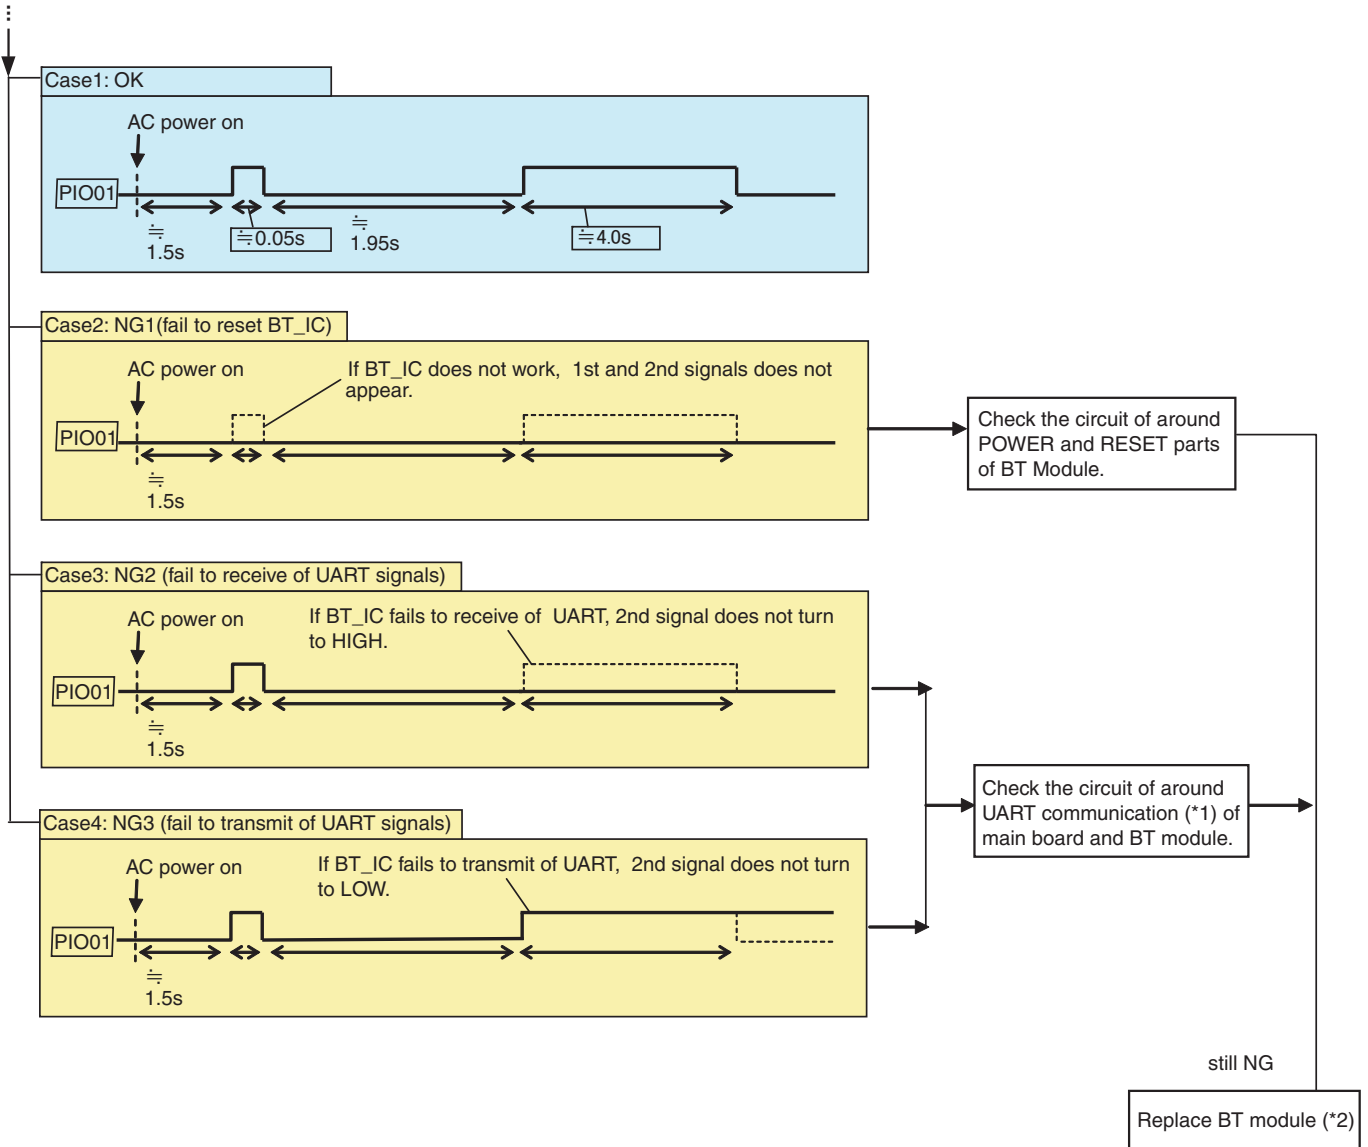 Case1: OK
AC power on
PIO01
≒
1.5s
≒0.05s
≒
1.95s
≒4.0s
Case2: NG1(fail to reset BT_IC)
AC power on
If BT_IC does not work, 1st and 2nd signals does not
appear.
PIO01
≒
1.5s
Check the circuit of around
POWER and RESET parts
of BT Module.
Case3: NG2 (fail to receive of UART signals)
AC power on
If BT_IC fails to receive of UART, 2nd signal does not turn
to HIGH.
PIO01
≒
1.5s
Check the circuit of around
UART communication (*1) of
main board and BT module.
Case4: NG3 (fail to transmit of UART signals)
AC power on
If BT_IC fails to transmit of UART, 2nd signal does not turn
to LOW.
PIO01
≒
1.5s
still NG
Replace BT module (*2)